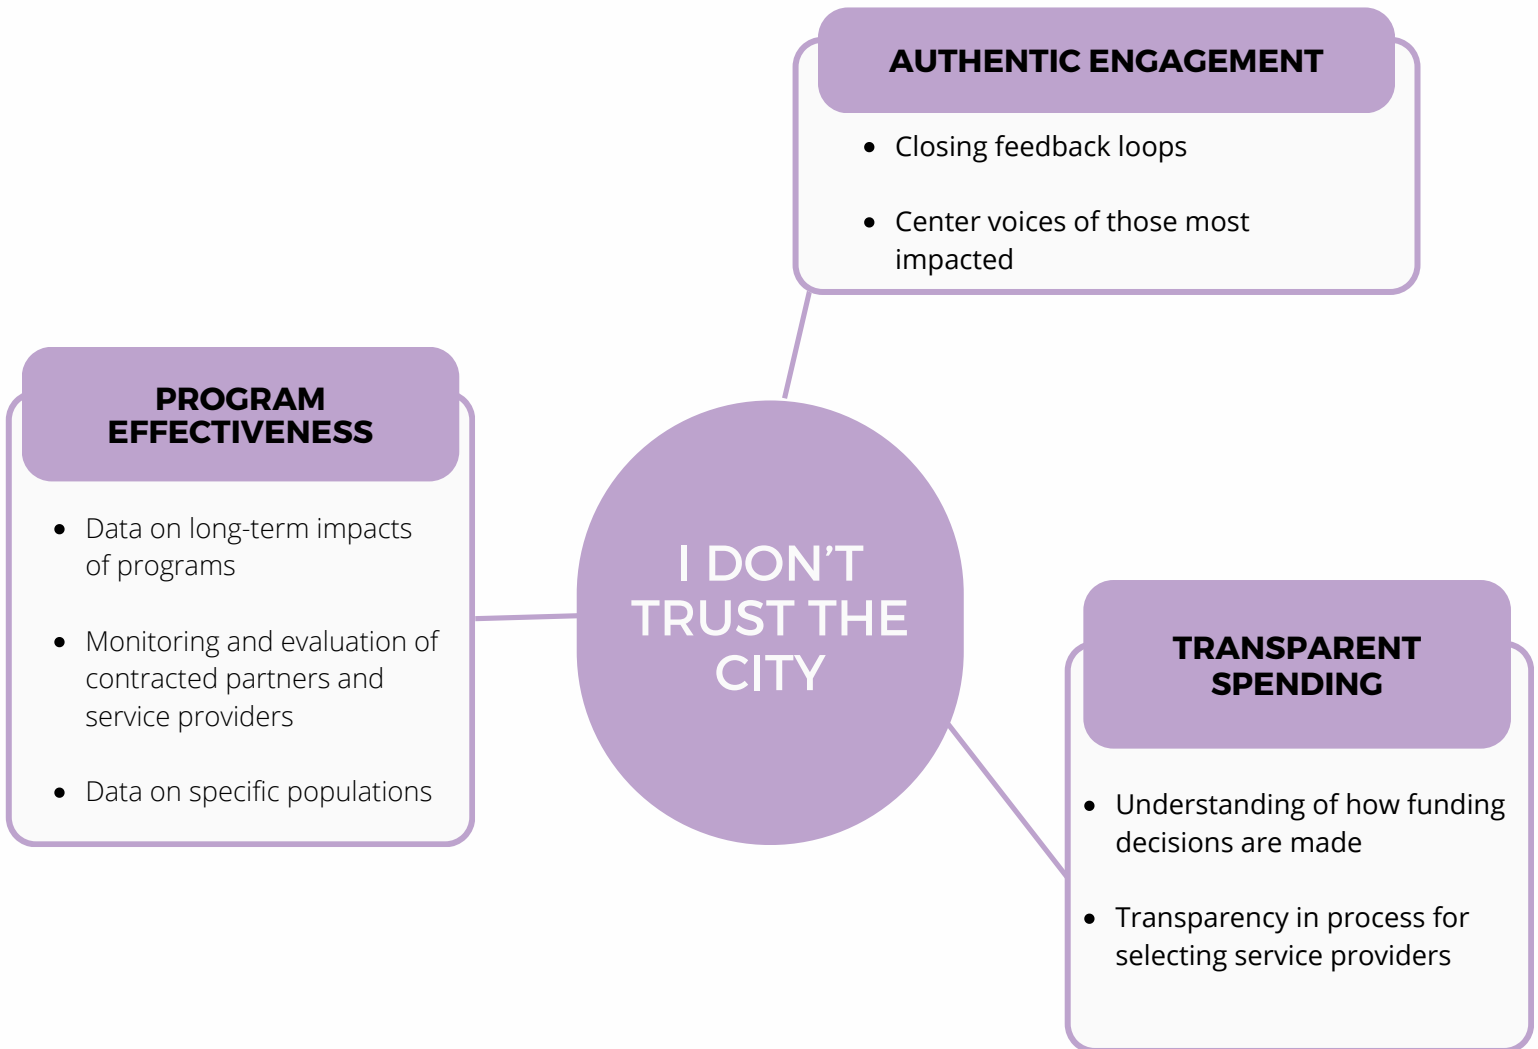 AUTHENTIC ENGAGEMENT
• Closing feedback loops
• Center voices of those most
impacted
PROGRAM
EFFECTIVENESS
• Data on long-term impacts
of programs
• Monitoring and evaluation of
contracted partners and
service providers
• Data on specific populations
I DON’T
TRUST THE
CITY
TRANSPARENT
SPENDING
• Understanding of how funding
decisions are made
• Transparency in process for
selecting service providers